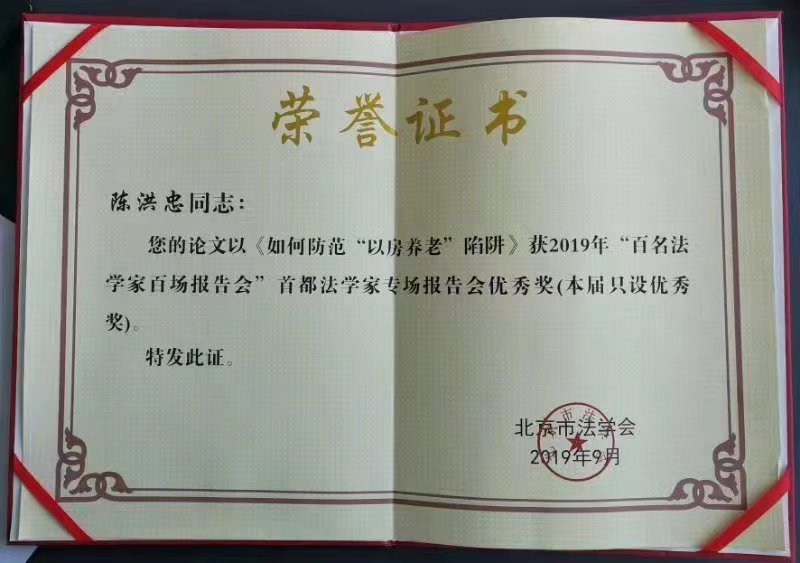 荣誉证书
陈洪忠同志：
您的论文以《如何防范“以房养老”陷阱》获2019年“百名法
学家百场报告会”首都法学家专场报告会优秀奖(本届只设优秀
奖)。
特发此证。
北京市法学会
2019年9月